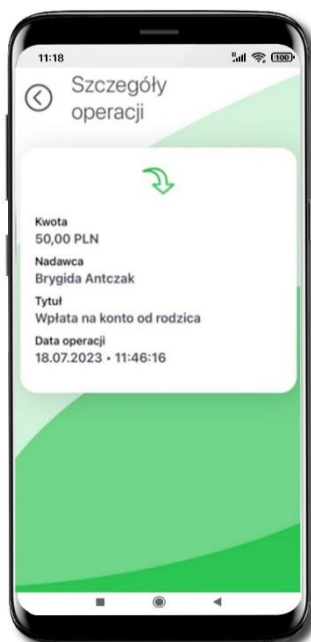 11:18
R
100
Szczegóły
operacji
Kwota
50,00 PLN
Nadawca
Brygida Antczak
Tytuł
Wpłata na konto od rodzica
Data operacji
18.07.2023 • 11:46:16